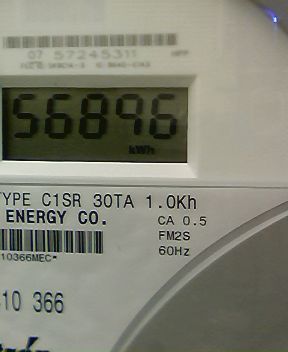 07 57245311
56896
kWh
TYPE C1SR 30TA 1.0Kh
ENERGY CO. CA 0.5
FM2S
60Hz
10366MEC*
10 366